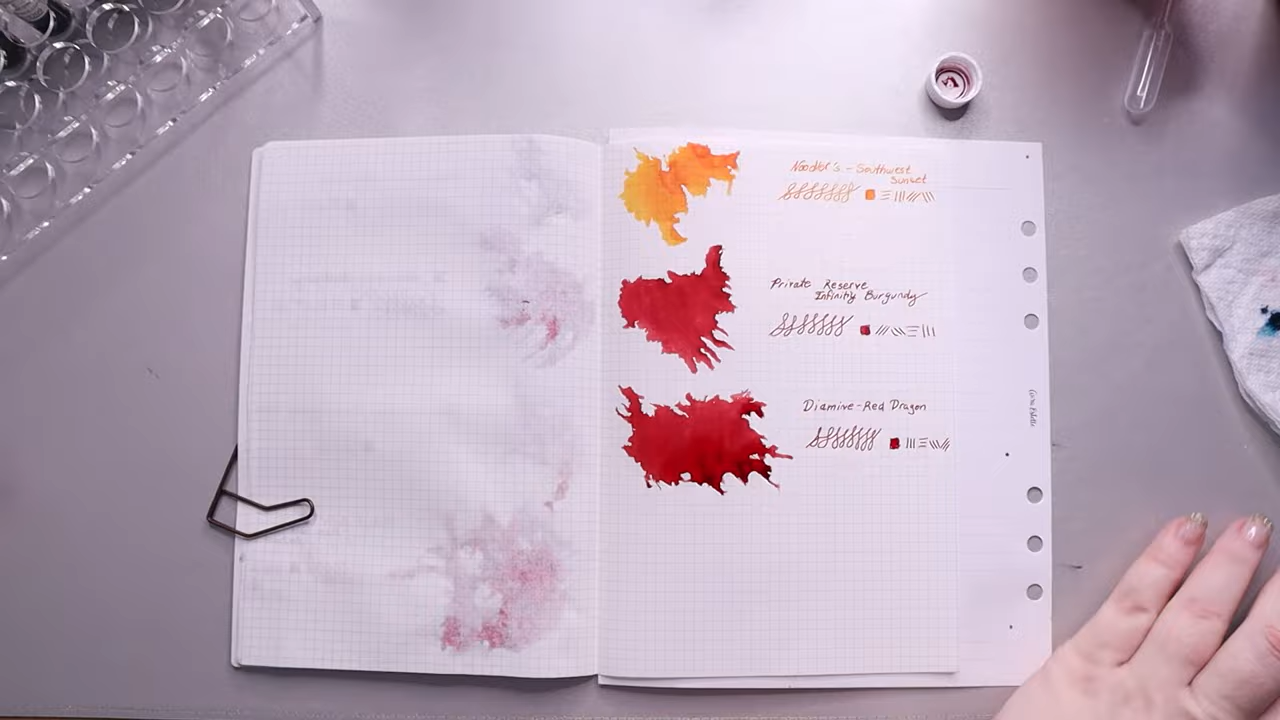 Noodler's - Southwest
Sunset
Private Reserve
Infinity Burgundy
Diamine - Red Dragon